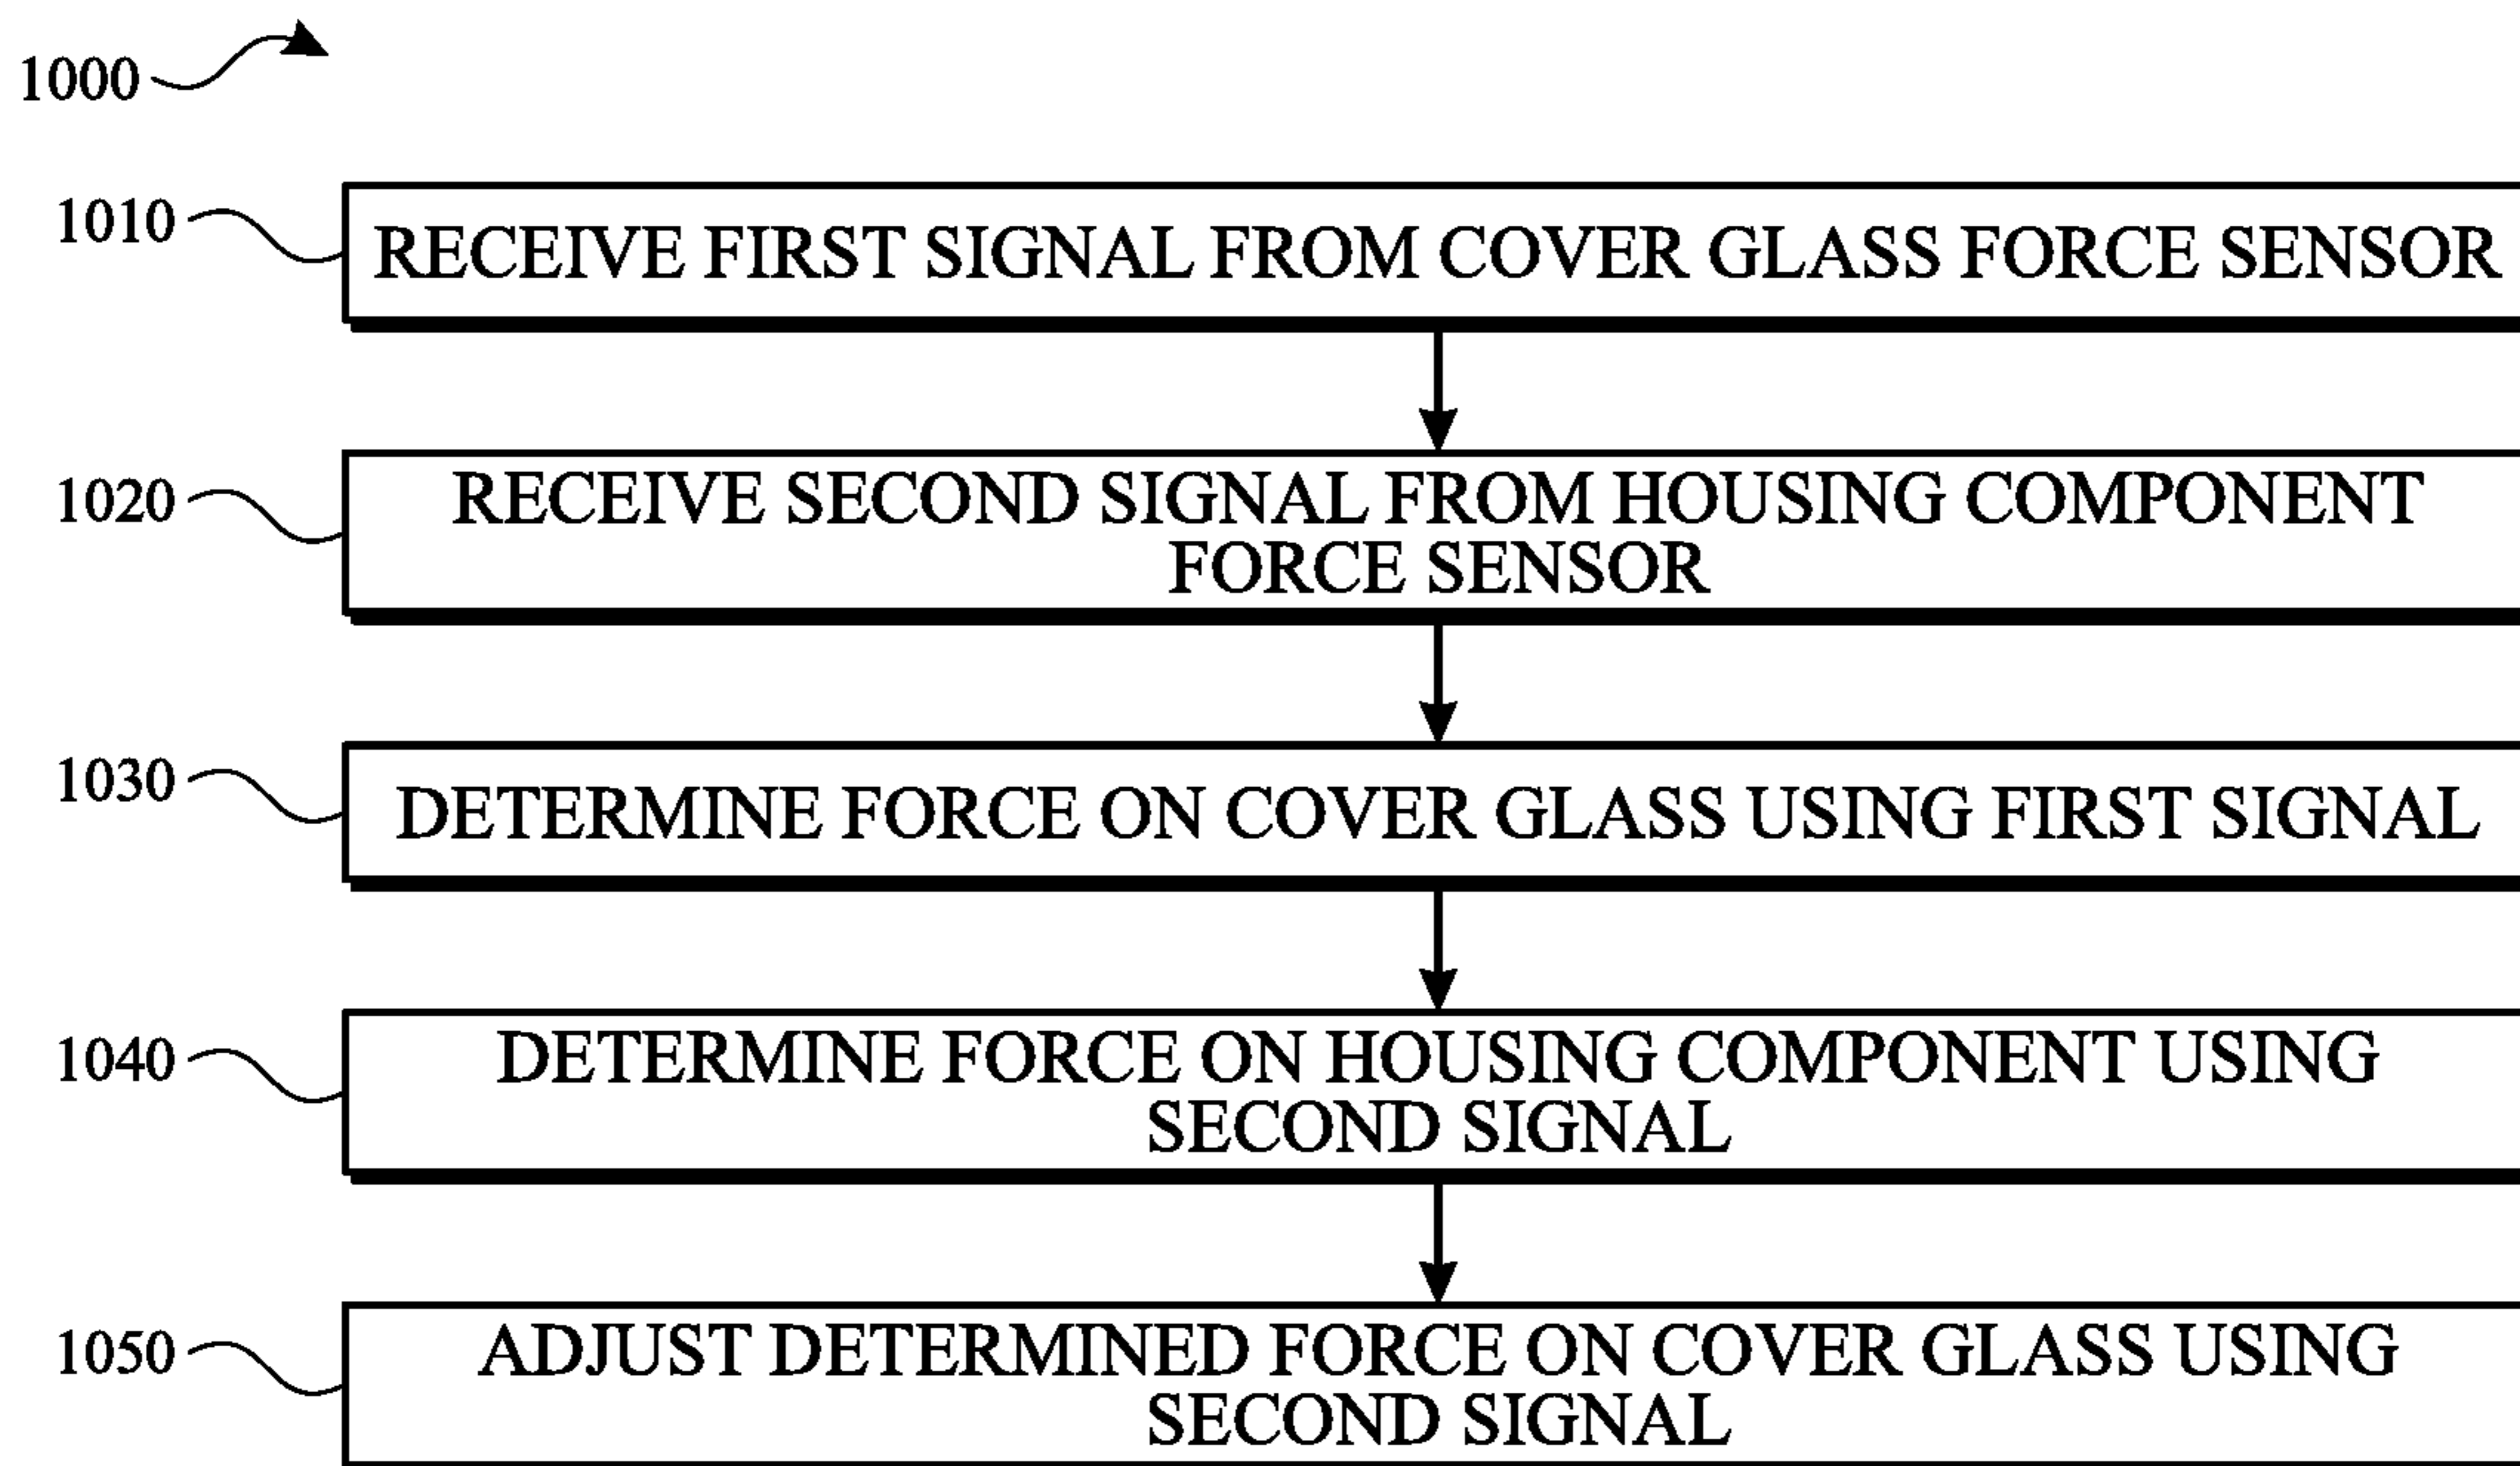 1000
1010
RECEIVE FIRST SIGNAL FROM COVER GLASS FORCE SENSOR
1020
RECEIVE SECOND SIGNAL FROM HOUSING COMPONENT
FORCE SENSOR
1030
DETERMINE FORCE ON COVER GLASS USING FIRST SIGNAL
1040
DETERMINE FORCE ON HOUSING COMPONENT USING
SECOND SIGNAL
1050
ADJUST DETERMINED FORCE ON COVER GLASS USING
SECOND SIGNAL